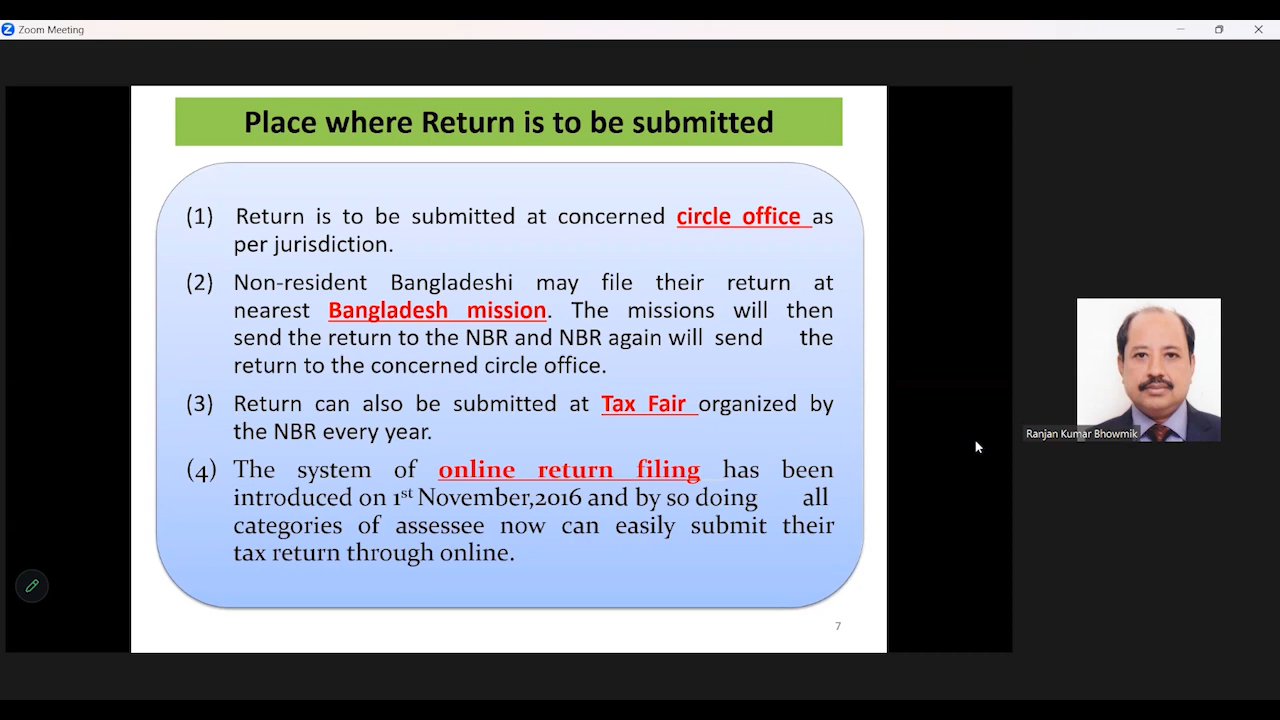 Zoom Meeting
Place where Return is to be submitted
(1) Return is to be submitted at concerned circle office as
per jurisdiction.
(2) Non-resident Bangladeshi may file their return at
nearest Bangladesh mission. The missions will then
send the return to the NBR and NBR again will send the
return to the concerned circle office.
(3) Return can also be submitted at Tax Fair organized by
the NBR every year.
(4) The system of online return filing has been
introduced on 1st November,2016 and by so doing all
categories of assessee now can easily submit their
tax return through online.
7
Ranjan Kumar Bhowmik